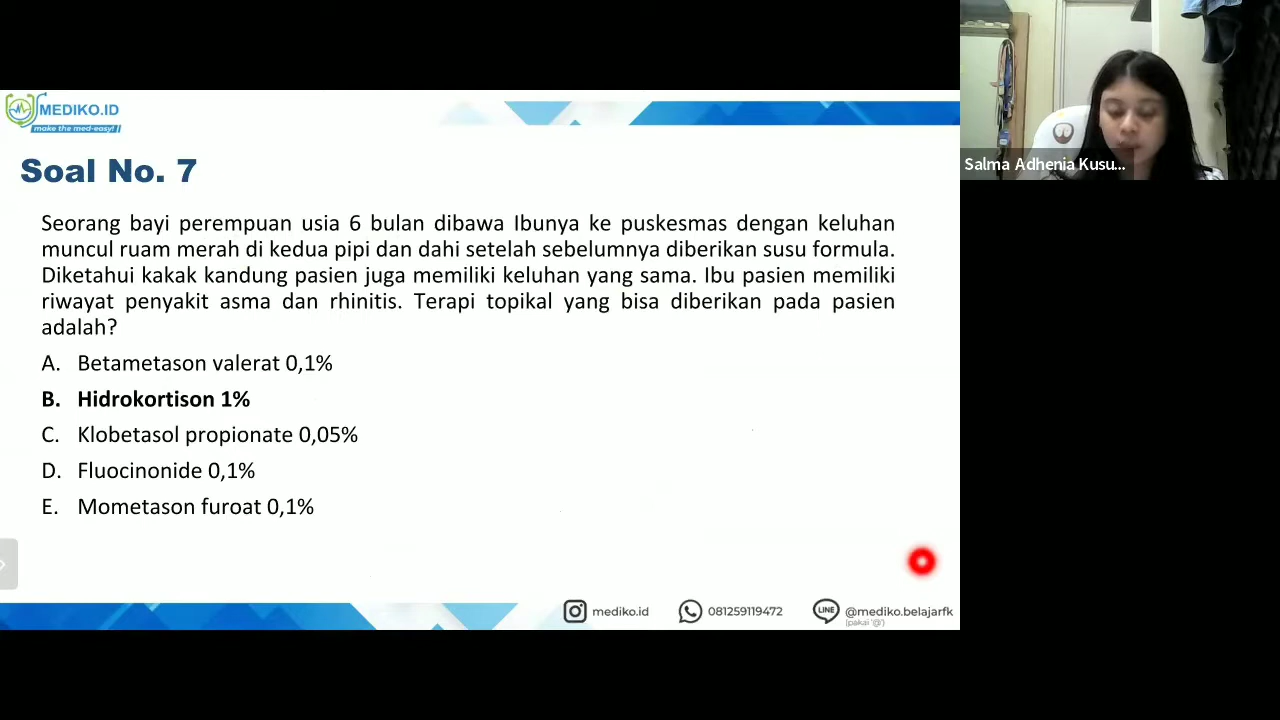 MEDIKO.ID
make the med-easy!
Soal No. 7
Seorang bayi perempuan usia 6 bulan dibawa Ibunya ke puskesmas dengan keluhan
muncul ruam merah di kedua pipi dan dahi setelah sebelumnya diberikan susu formula.
Diketahui kakak kandung pasien juga memiliki keluhan yang sama. Ibu pasien memiliki
riwayat penyakit asma dan rhinitis. Terapi topikal yang bisa diberikan pada pasien
adalah?
A. Betametason valerat 0,1%
B. Hidrokortison 1%
C. Klobetasol propionate 0,05%
D. Fluocinonide 0,1%
E. Mometason furoat 0,1%
mediko.id
081259119472
LINE
@mediko.belajarfk
(pakai '@')
Salma Adhenia Kusu...